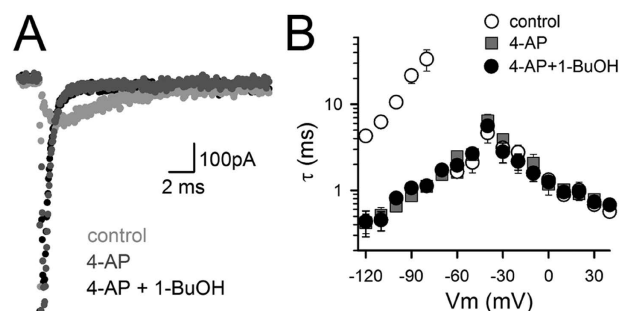 A
100pA
2 ms
control
4-AP
4-AP + 1-BuOH
B
control
4-AP
4-AP+1-BuOH
τ (ms)
10
1
-120 -90 -60 -30 0 30
Vm (mV)